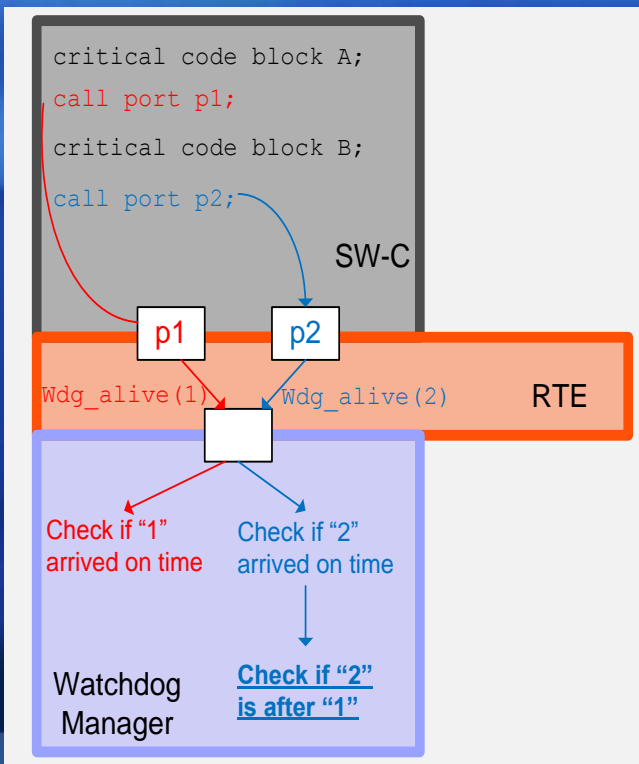 critical code block A;
call port p1;
critical code block B;
call port p2;
SW-C
p1
p2
Wdg_alive(1)
Wdg_alive(2)
RTE
Check if “1”
arrived on time
Check if “2”
arrived on time
Check if “2”
is after “1”
Watchdog
Manager